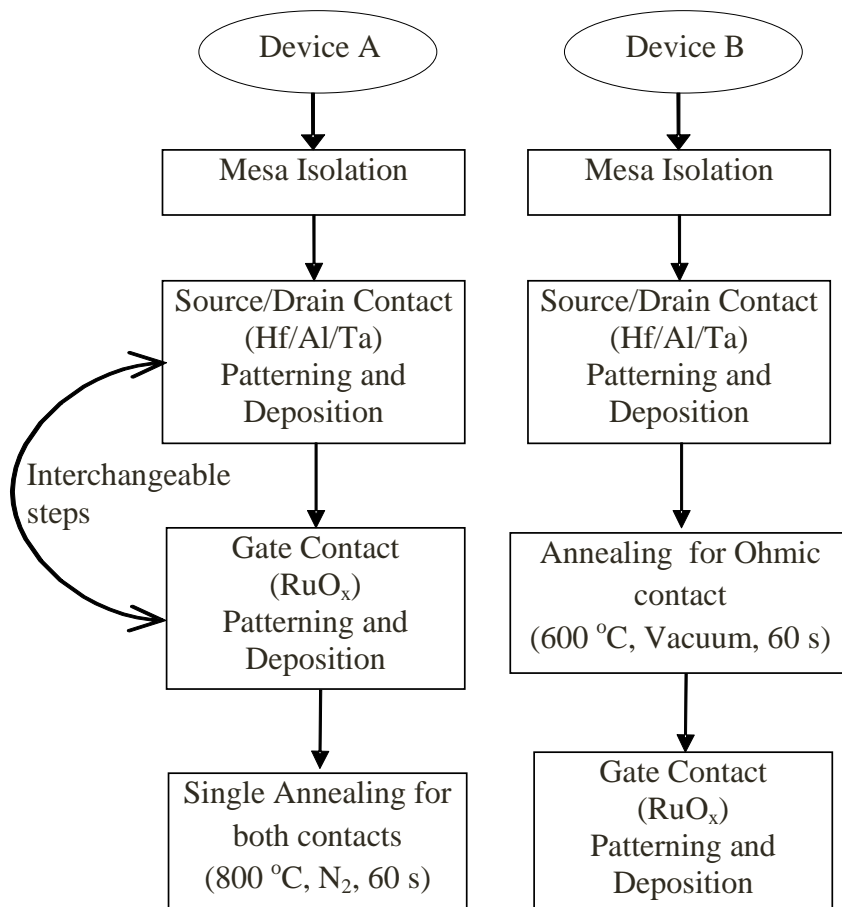 Device A
Mesa Isolation
Source/Drain Contact
(Hf/Al/Ta)
Patterning and
Deposition
Interchangeable
steps
Gate Contact
(RuOₓ)
Patterning and
Deposition
Single Annealing for
both contacts
(800 °C, N₂, 60 s)
Device B
Mesa Isolation
Source/Drain Contact
(Hf/Al/Ta)
Patterning and
Deposition
Annealing for Ohmic
contact
(600 °C, Vacuum, 60 s)
Gate Contact
(RuOₓ)
Patterning and
Deposition